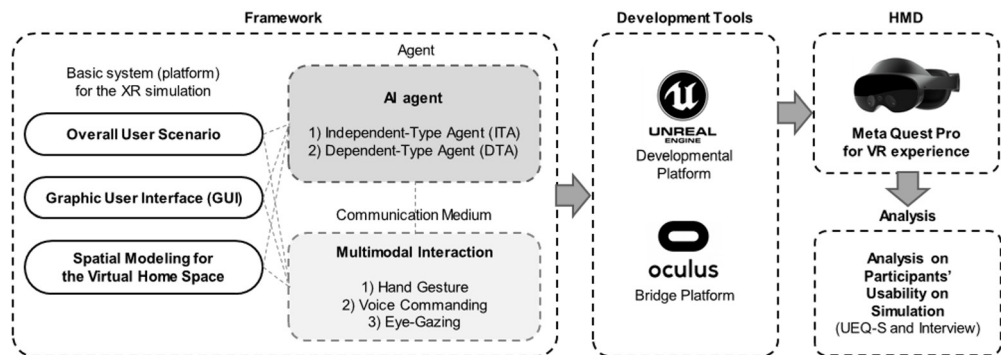 Framework
Basic system (platform)
for the XR simulation
Overall User Scenario
Graphic User Interface (GUI)
Spatial Modeling for
the Virtual Home Space
Agent
AI agent
1) Independent-Type Agent (ITA)
2) Dependent-Type Agent (DTA)
Communication Medium
Multimodal Interaction
1) Hand Gesture
2) Voice Commanding
3) Eye-Gazing
Development Tools
UNREAL
ENGINE
Developmental
Platform
oculus
Bridge Platform
HMD
Meta Quest Pro
for VR experience
Analysis
Analysis on
Participants'
Usability on
Simulation
(UEQ-S and Interview)